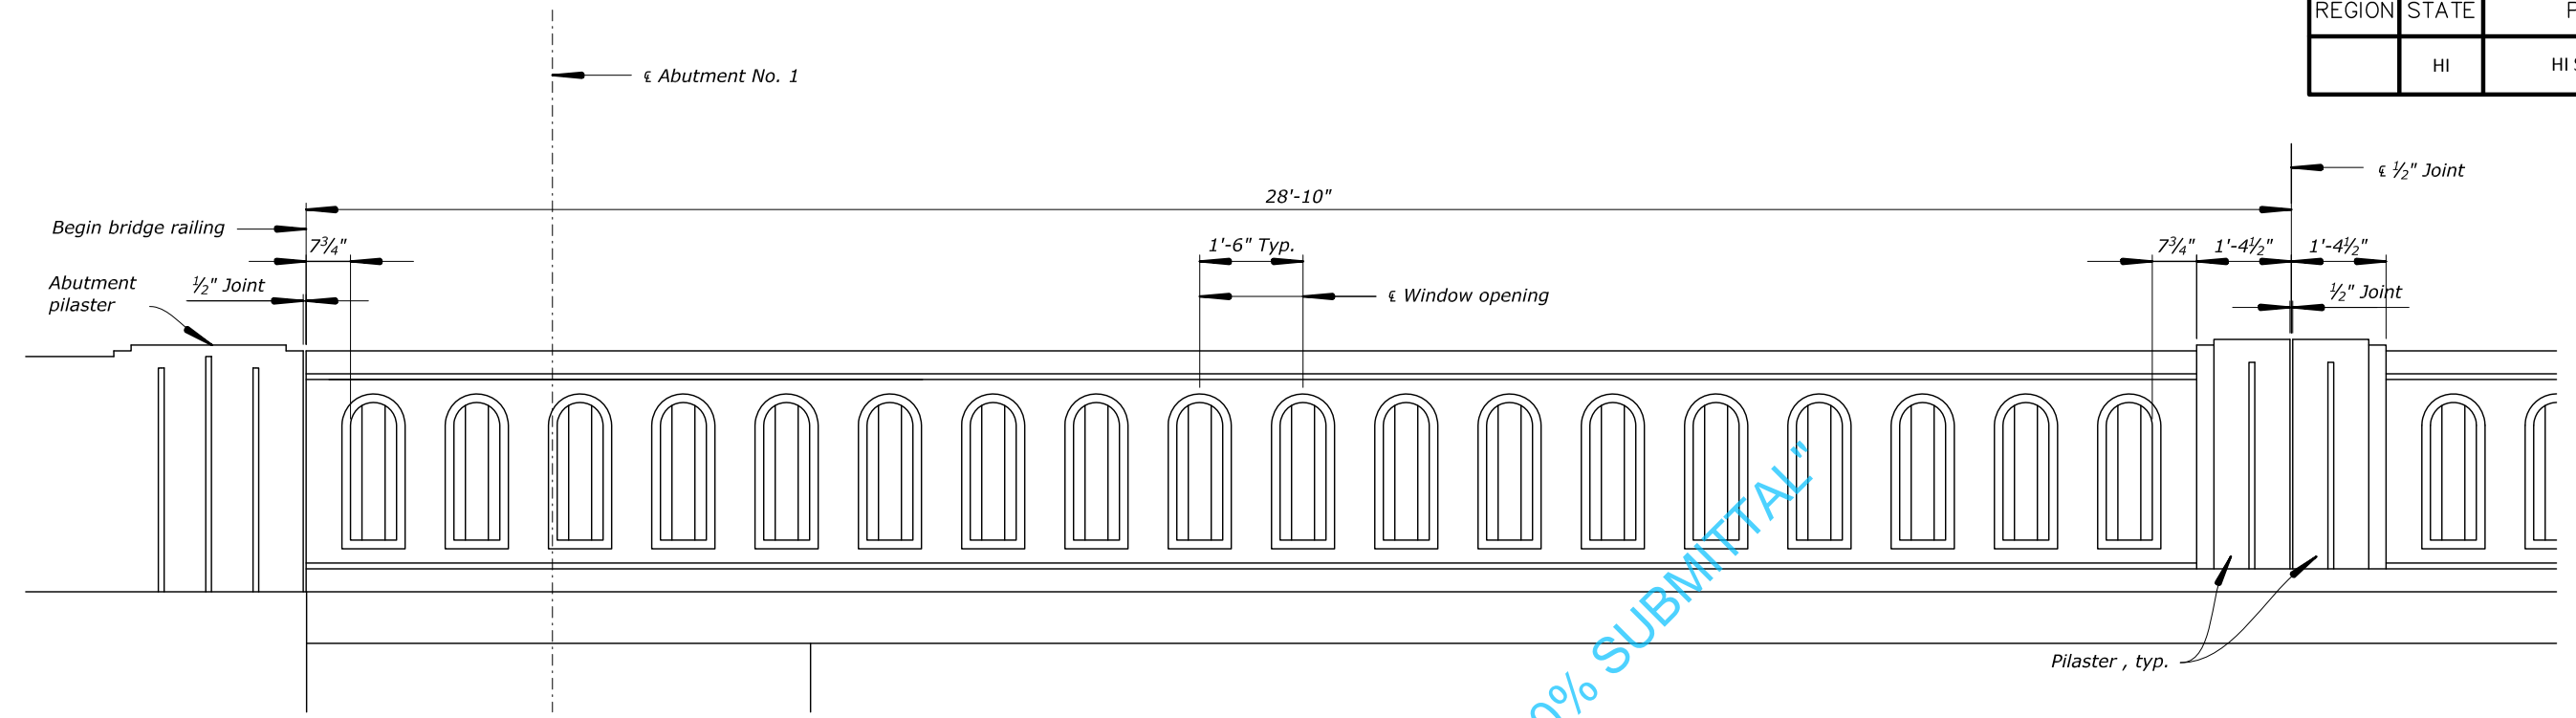 REGION STATE
HI HI
℄ Abutment No. 1
℄ ½" Joint
28'-10"
Begin bridge railing
7¾"
1'-6" Typ.
7¾" 1'-4½" 1'-4½"
Abutment
pilaster
½" Joint
℄ Window opening
½" Joint
% SUBMITTAL"
Pilaster , typ.